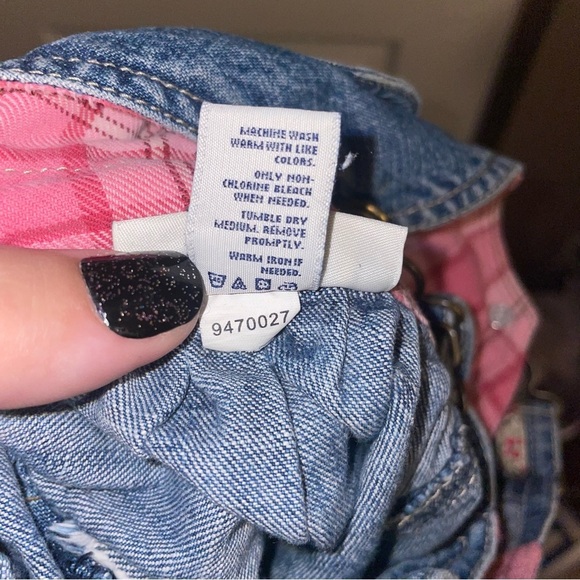 MACHINE WASH
WARM WITH LIKE
COLORS.
ONLY NON-
CHLORINE BLEACH
WHEN NEEDED.
TUMBLE DRY
MEDIUM. REMOVE
PROMPTLY.
WARM IRON IF
NEEDED.
9470027